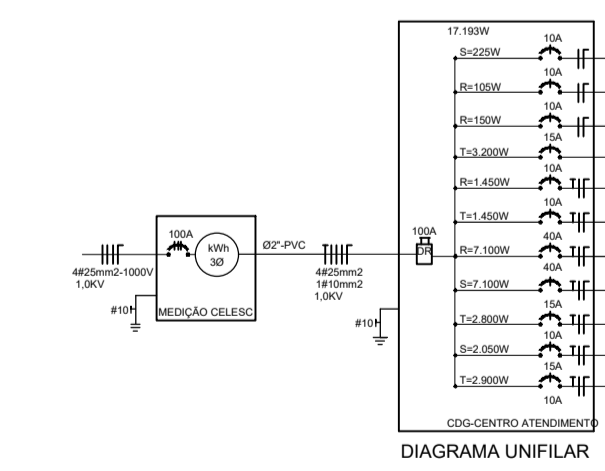 17.193W
10A
S=225W
10A
R=105W
10A
R=150W
15A
T=3.200W
10A
R=1.450W
10A
T=1.450W
40A
R=7.100W
40A
S=7.100W
15A
T=2.800W
10A
S=2.050W
15A
T=2.900W
10A
100A
DR
CDG-CENTRO ATENDIMENTO
100A
kWh
3Ø
Ø2"-PVC
4#25mm2-1000V
1,0KV
4#25mm2
1#10mm2
1,0KV
#10
MEDIÇÃO CELESC
#10
DIAGRAMA UNIFILAR